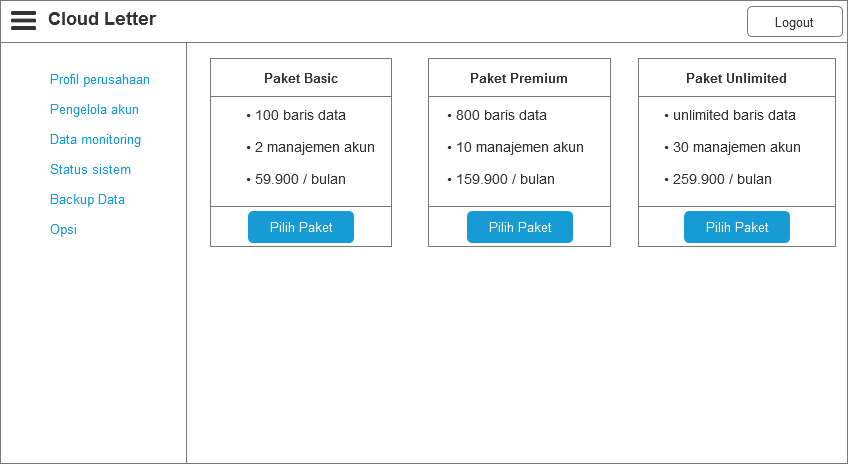 Cloud Letter
Logout
Profil perusahaan
Pengelola akun
Data monitoring
Status sistem
Backup Data
Opsi
Paket Basic
• 100 baris data
• 2 manajemen akun
• 59.900 / bulan
Pilih Paket
Paket Premium
• 800 baris data
• 10 manajemen akun
• 159.900 / bulan
Pilih Paket
Paket Unlimited
• unlimited baris data
• 30 manajemen akun
• 259.900 / bulan
Pilih Paket